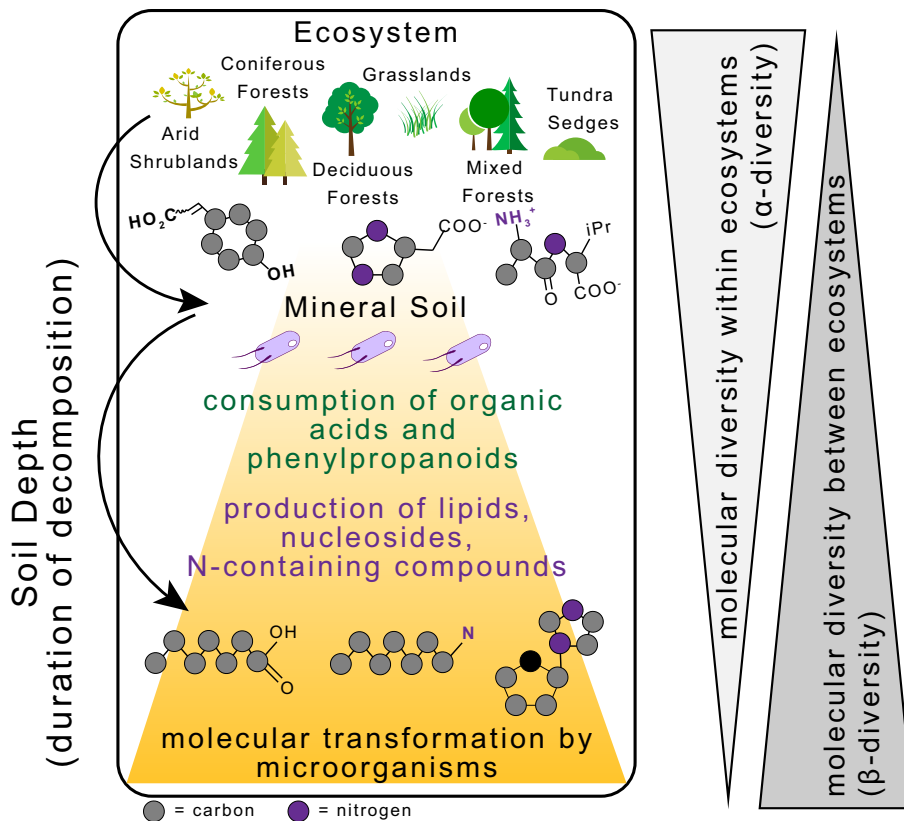 Ecosystem
Coniferous
Forests
Grasslands
Tundra
Sedges
Arid
Shrublands
Deciduous
Forests
Mixed
Forests
HO₂C
OH
COO⁻
NH₃⁺
iPr
O
COO⁻
Mineral Soil
consumption of organic
acids and
phenylpropanoids
production of lipids,
nucleosides,
N-containing compounds
OH
O
N
molecular transformation by
microorganisms
= carbon
= nitrogen
Soil Depth
(duration of decomposition)
molecular diversity within ecosystems
(α-diversity)
molecular diversity between ecosystems
(β-diversity)